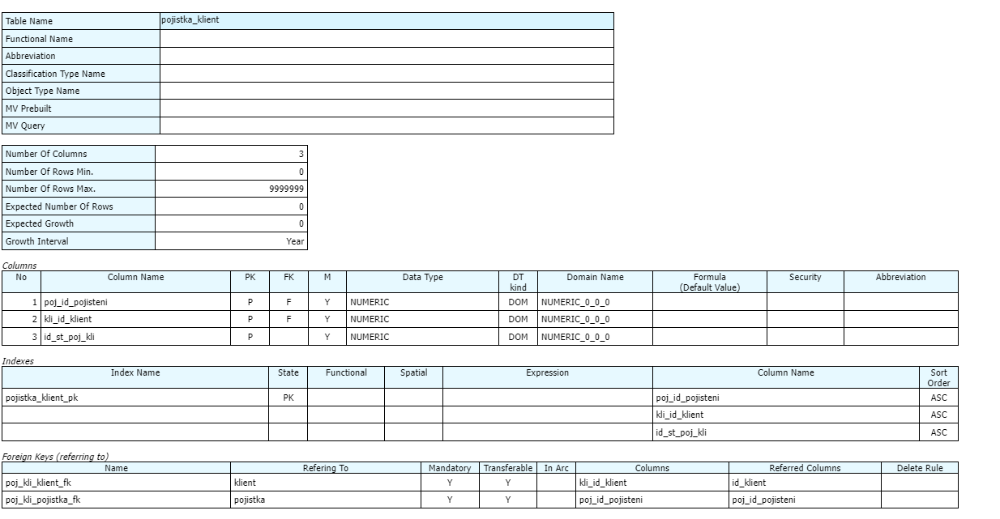 Table Name pojistka_klient
Functional Name
Abbreviation
Classification Type Name
Object Type Name
MV Prebuilt
MV Query
Number Of Columns 3
Number Of Rows Min. 0
Number Of Rows Max. 9999999
Expected Number Of Rows 0
Expected Growth 0
Growth Interval Year
Columns
No Column Name PK FK M Data Type DT kind Domain Name Formula (Default Value) Security Abbreviation
1 poj_id_pojisteni P F Y NUMERIC DOM NUMERIC_0_0_0
2 kli_id_klient P F Y NUMERIC DOM NUMERIC_0_0_0
3 id_st_poj_kli P Y NUMERIC DOM NUMERIC_0_0_0
Indexes
Index Name State Functional Spatial Expression Column Name Sort Order
pojistka_klient_pk PK poj_id_pojisteni ASC
kli_id_klient ASC
id_st_poj_kli ASC
Foreign Keys (referring to)
Name Refering To Mandatory Transferable In Arc Columns Referred Columns Delete Rule
poj_kli_klient_fk klient Y Y kli_id_klient id_klient
poj_kli_pojistka_fk pojistka Y Y poj_id_pojisteni poj_id_pojisteni